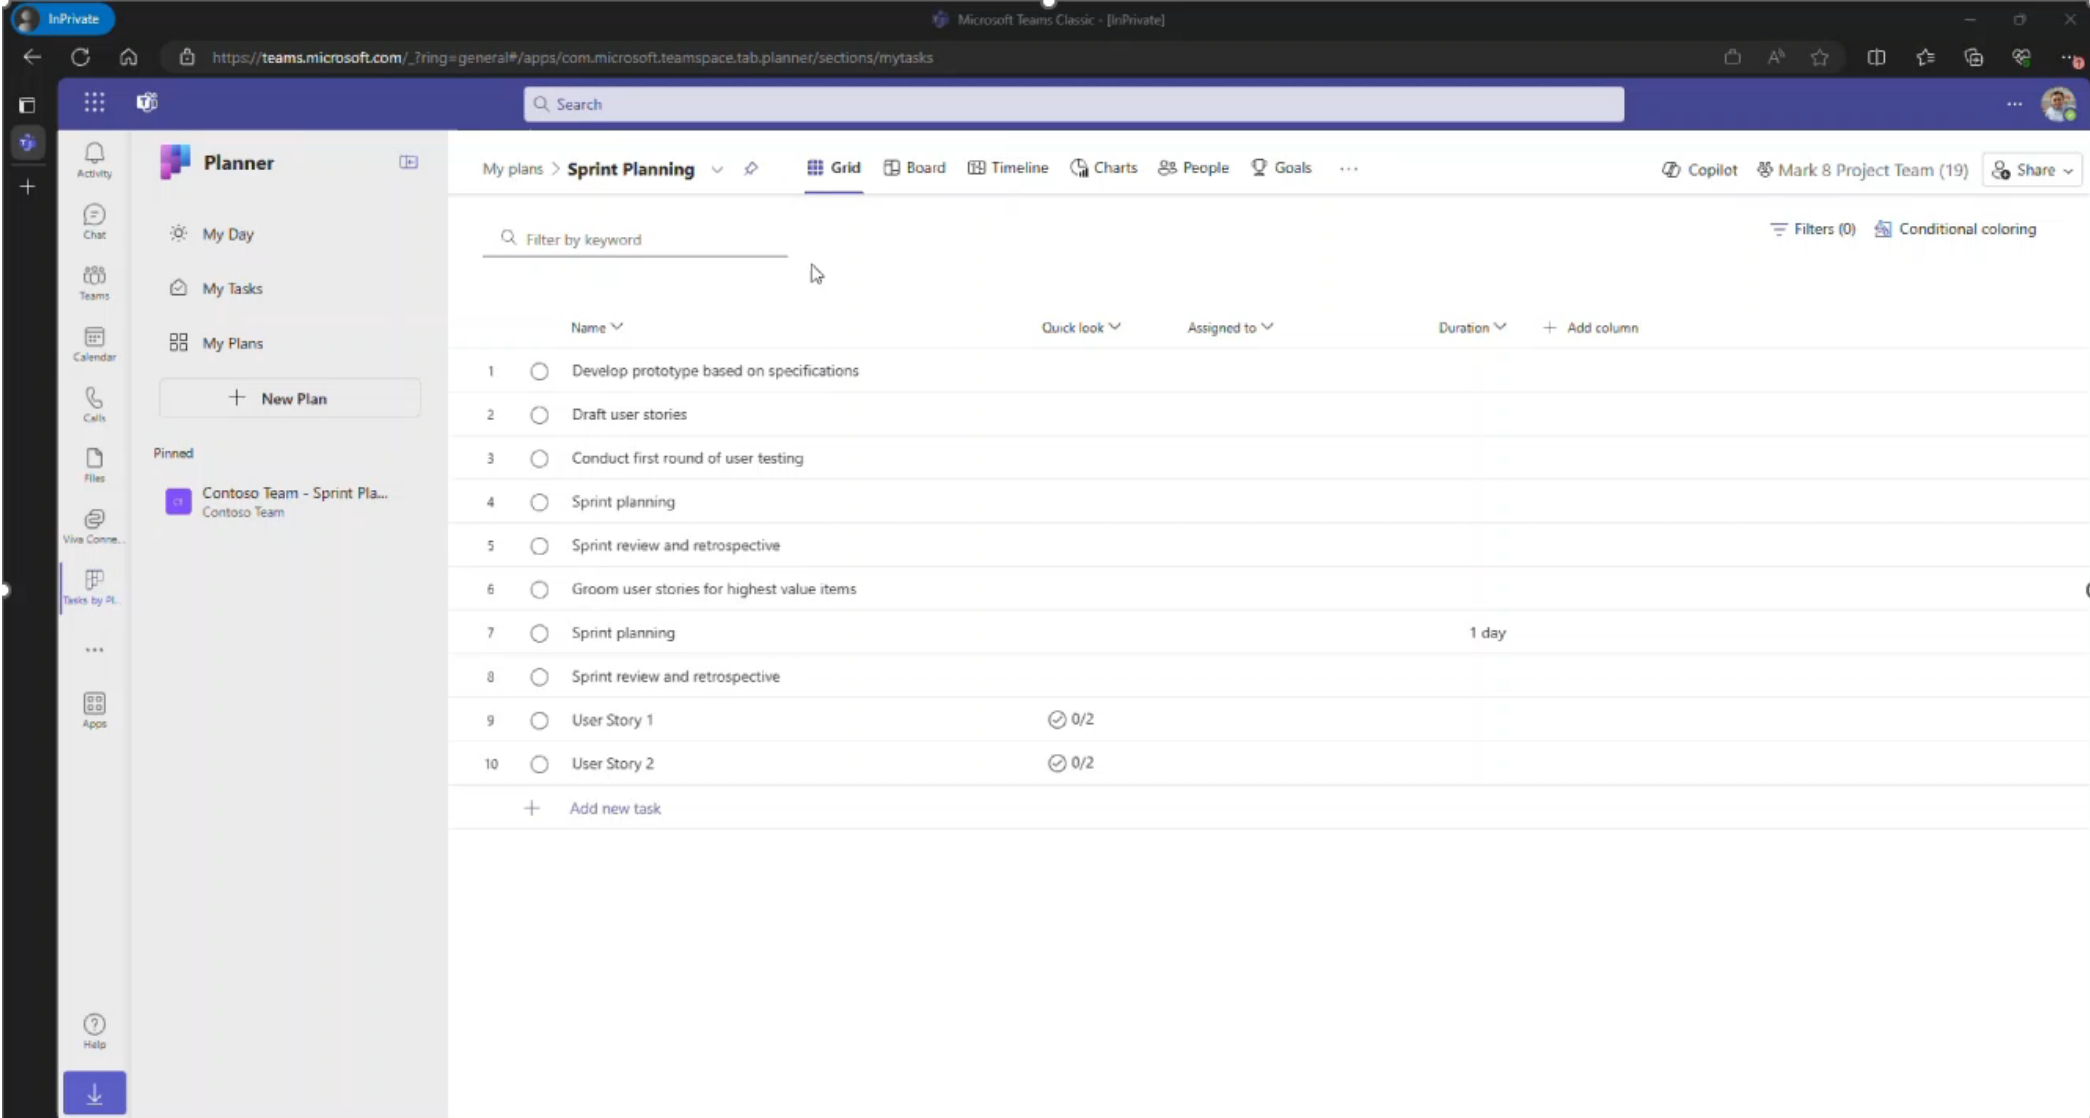 InPrivate
Microsoft Teams Classic - [InPrivate]
https://teams.microsoft.com/_?ring=general#/apps/com.microsoft.teamspace.tab.planner/sections/mytasks
Search
Activity
Chat
Teams
Calendar
Calls
Files
Viva Conne...
Tasks by Pl...
Apps
Help
Planner
My Day
My Tasks
My Plans
New Plan
Pinned
Contoso Team - Sprint Pla...
Contoso Team
My plans > Sprint Planning
Grid
Board
Timeline
Charts
People
Goals
Copilot
Mark 8 Project Team (19)
Share
Filter by keyword
Filters (0)
Conditional coloring
Name Quick look Assigned to Duration Add column
1 Develop prototype based on specifications
2 Draft user stories
3 Conduct first round of user testing
4 Sprint planning
5 Sprint review and retrospective
6 Groom user stories for highest value items
7 Sprint planning 1 day
8 Sprint review and retrospective
9 User Story 1 0/2
10 User Story 2 0/2
Add new task